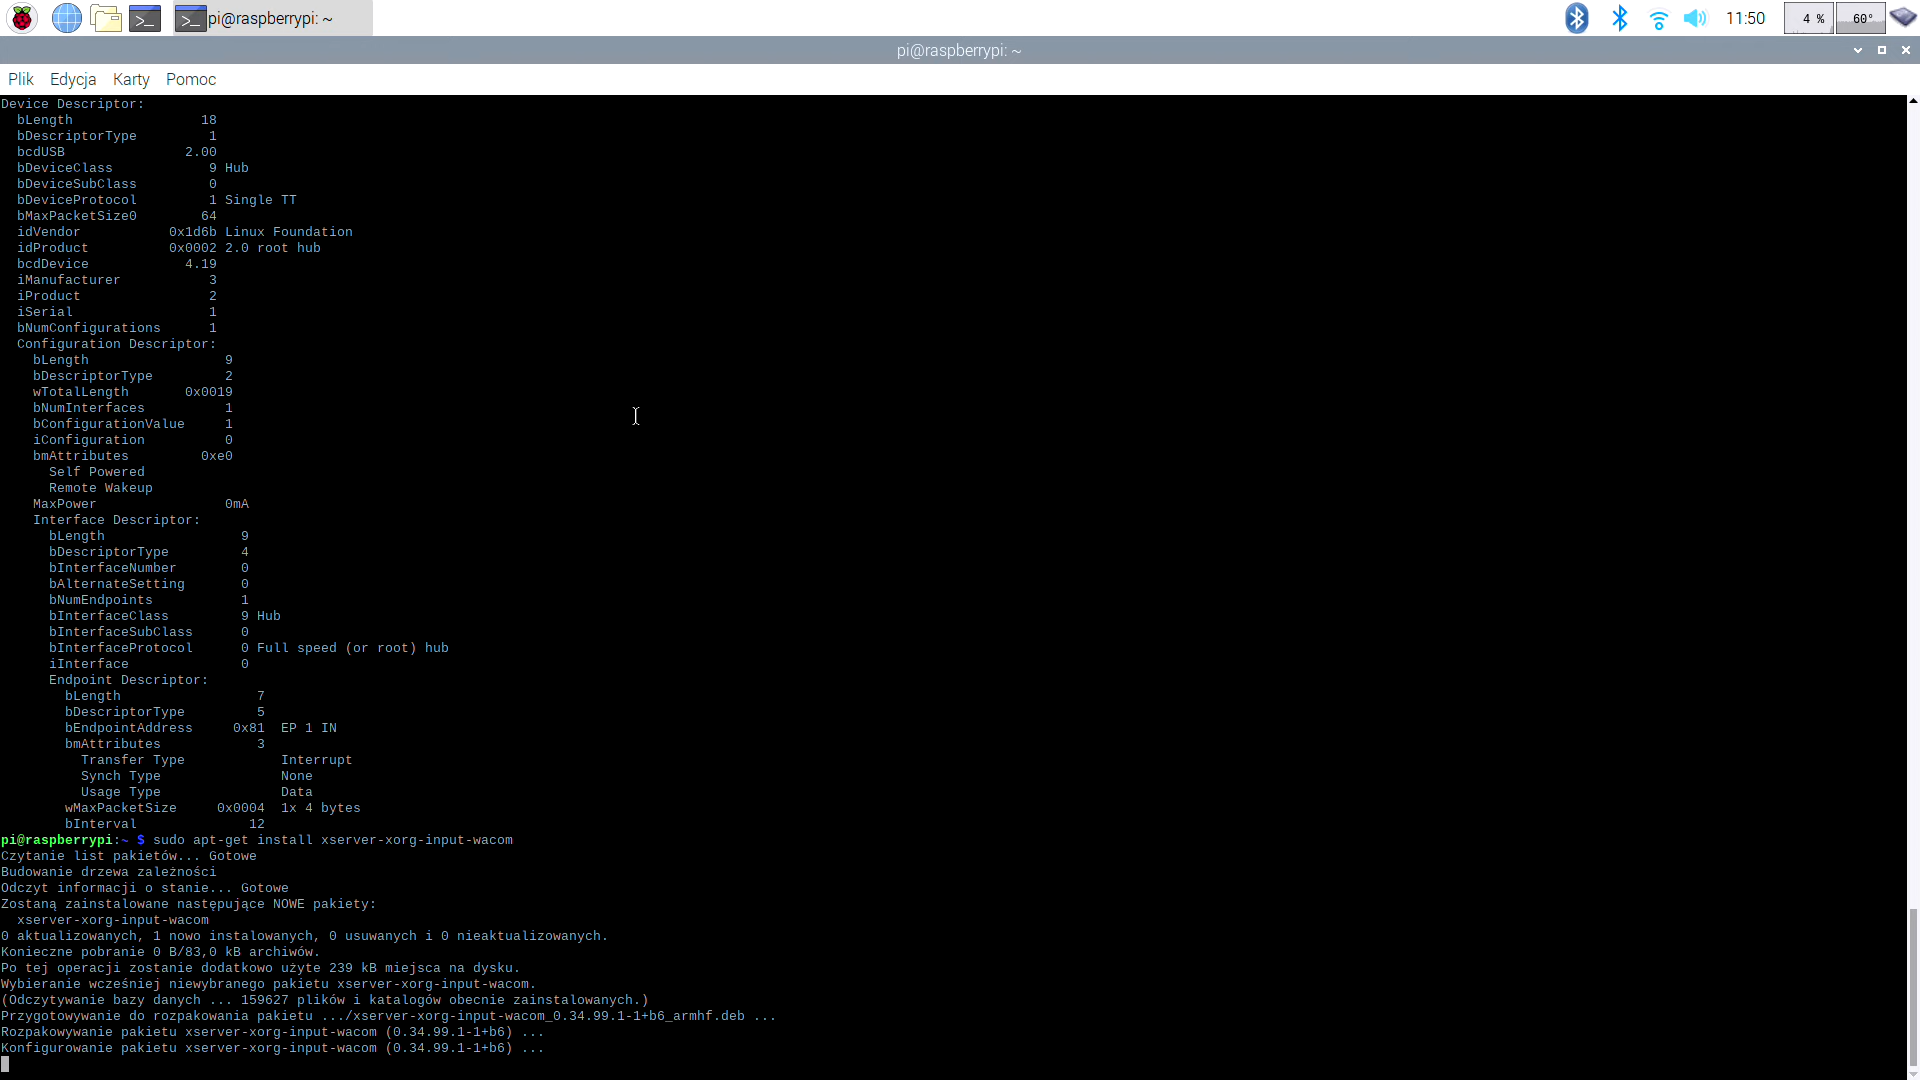 pi@raspberrypi: ~
11:50
4 %
60°
pi@raspberrypi: ~
Plik Edycja Karty Pomoc
Device Descriptor:
bLength 18
bDescriptorType 1
bcdUSB 2.00
bDeviceClass 9 Hub
bDeviceSubClass 0
bDeviceProtocol 1 Single TT
bMaxPacketSize0 64
idVendor 0x1d6b Linux Foundation
idProduct 0x0002 2.0 root hub
bcdDevice 4.19
iManufacturer 3
iProduct 2
iSerial 1
bNumConfigurations 1
Configuration Descriptor:
bLength 9
bDescriptorType 2
wTotalLength 0x0019
bNumInterfaces 1
bConfigurationValue 1
iConfiguration 0
bmAttributes 0xe0
Self Powered
Remote Wakeup
MaxPower 0mA
Interface Descriptor:
bLength 9
bDescriptorType 4
bInterfaceNumber 0
bAlternateSetting 0
bNumEndpoints 1
bInterfaceClass 9 Hub
bInterfaceSubClass 0
bInterfaceProtocol 0 Full speed (or root) hub
iInterface 0
Endpoint Descriptor:
bLength 7
bDescriptorType 5
bEndpointAddress 0x81 EP 1 IN
bmAttributes 3
Transfer Type Interrupt
Synch Type None
Usage Type Data
wMaxPacketSize 0x0004 1x 4 bytes
bInterval 12
pi@raspberrypi:~ $ sudo apt-get install xserver-xorg-input-wacom
Czytanie list pakietów... Gotowe
Budowanie drzewa zależności
Odczyt informacji o stanie... Gotowe
Zostaną zainstalowane następujące NOWE pakiety:
xserver-xorg-input-wacom
0 aktualizowanych, 1 nowo instalowanych, 0 usuwanych i 0 nieaktualizowanych.
Konieczne pobranie 0 B/83,0 kB archiwów.
Po tej operacji zostanie dodatkowo użyte 239 kB miejsca na dysku.
Wybieranie wcześniej niewybranego pakietu xserver-xorg-input-wacom.
(Odczytywanie bazy danych ... 159627 plików i katalogów obecnie zainstalowanych.)
Przygotowywanie do rozpakowania pakietu .../xserver-xorg-input-wacom_0.34.99.1-1+b6_armhf.deb ...
Rozpakowywanie pakietu xserver-xorg-input-wacom (0.34.99.1-1+b6) ...
Konfigurowanie pakietu xserver-xorg-input-wacom (0.34.99.1-1+b6) ...